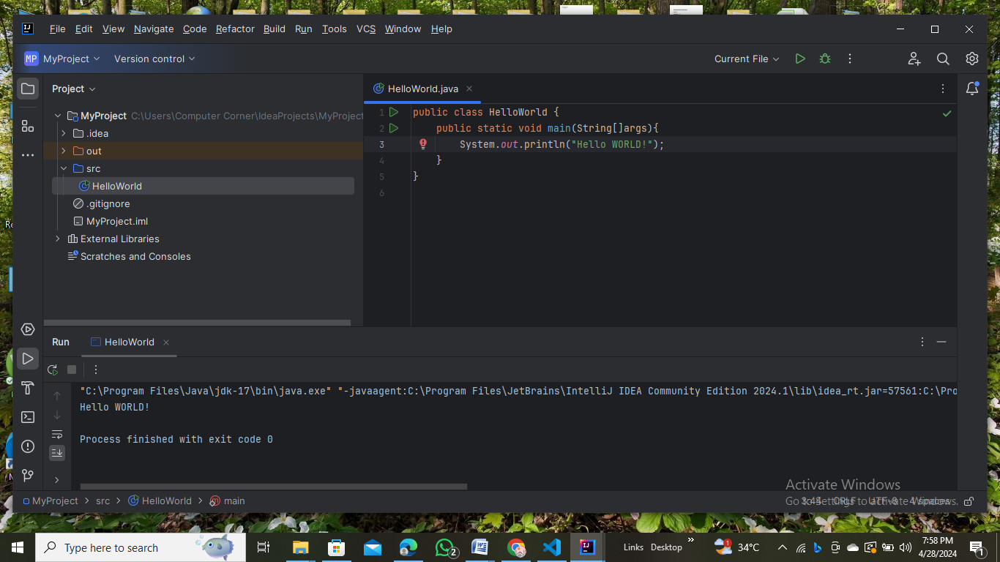 File Edit View Navigate Code Refactor Build Run Tools VCS Window Help
MP MyProject Version control Current File
Project
HelloWorld.java
MyProject C:\Users\Computer Corner\IdeaProjects\MyProject
.idea
out
src
HelloWorld
.gitignore
MyProject.iml
External Libraries
Scratches and Consoles
1 public class HelloWorld {
2 public static void main(String[]args){
3 System.out.println("Hello WORLD!");
4 }
5 }
6
Run HelloWorld
"C:\Program Files\Java\jdk-17\bin\java.exe" "-javaagent:C:\Program Files\JetBrains\IntelliJ IDEA Community Edition 2024.1\lib\idea_rt.jar=57561:C:\Pro
Hello WORLD!
Process finished with exit code 0
Activate Windows
Go to Settings to activate Windows.
MyProject > src > HelloWorld > main 3:44 CRLF UTF-8 4 spaces
Type here to search
2
Links Desktop
1
34°C
7:58 PM
4/28/2024
1